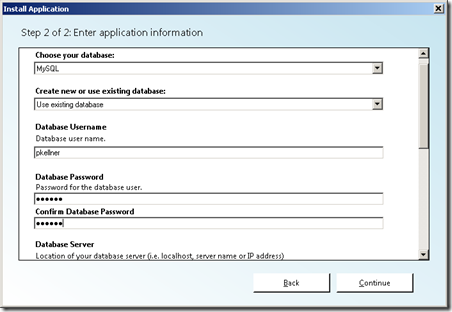 Install Application
Step 2 of 2: Enter application information
Choose your database:
MySQL
Create new or use existing database:
Use existing database
Database Username
Database user name.
pkellner
Database Password
Password for the database user.
••••••
Confirm Database Password
••••••
Database Server
Location of your database server (i.e. localhost, server name or IP address)
Back
Continue